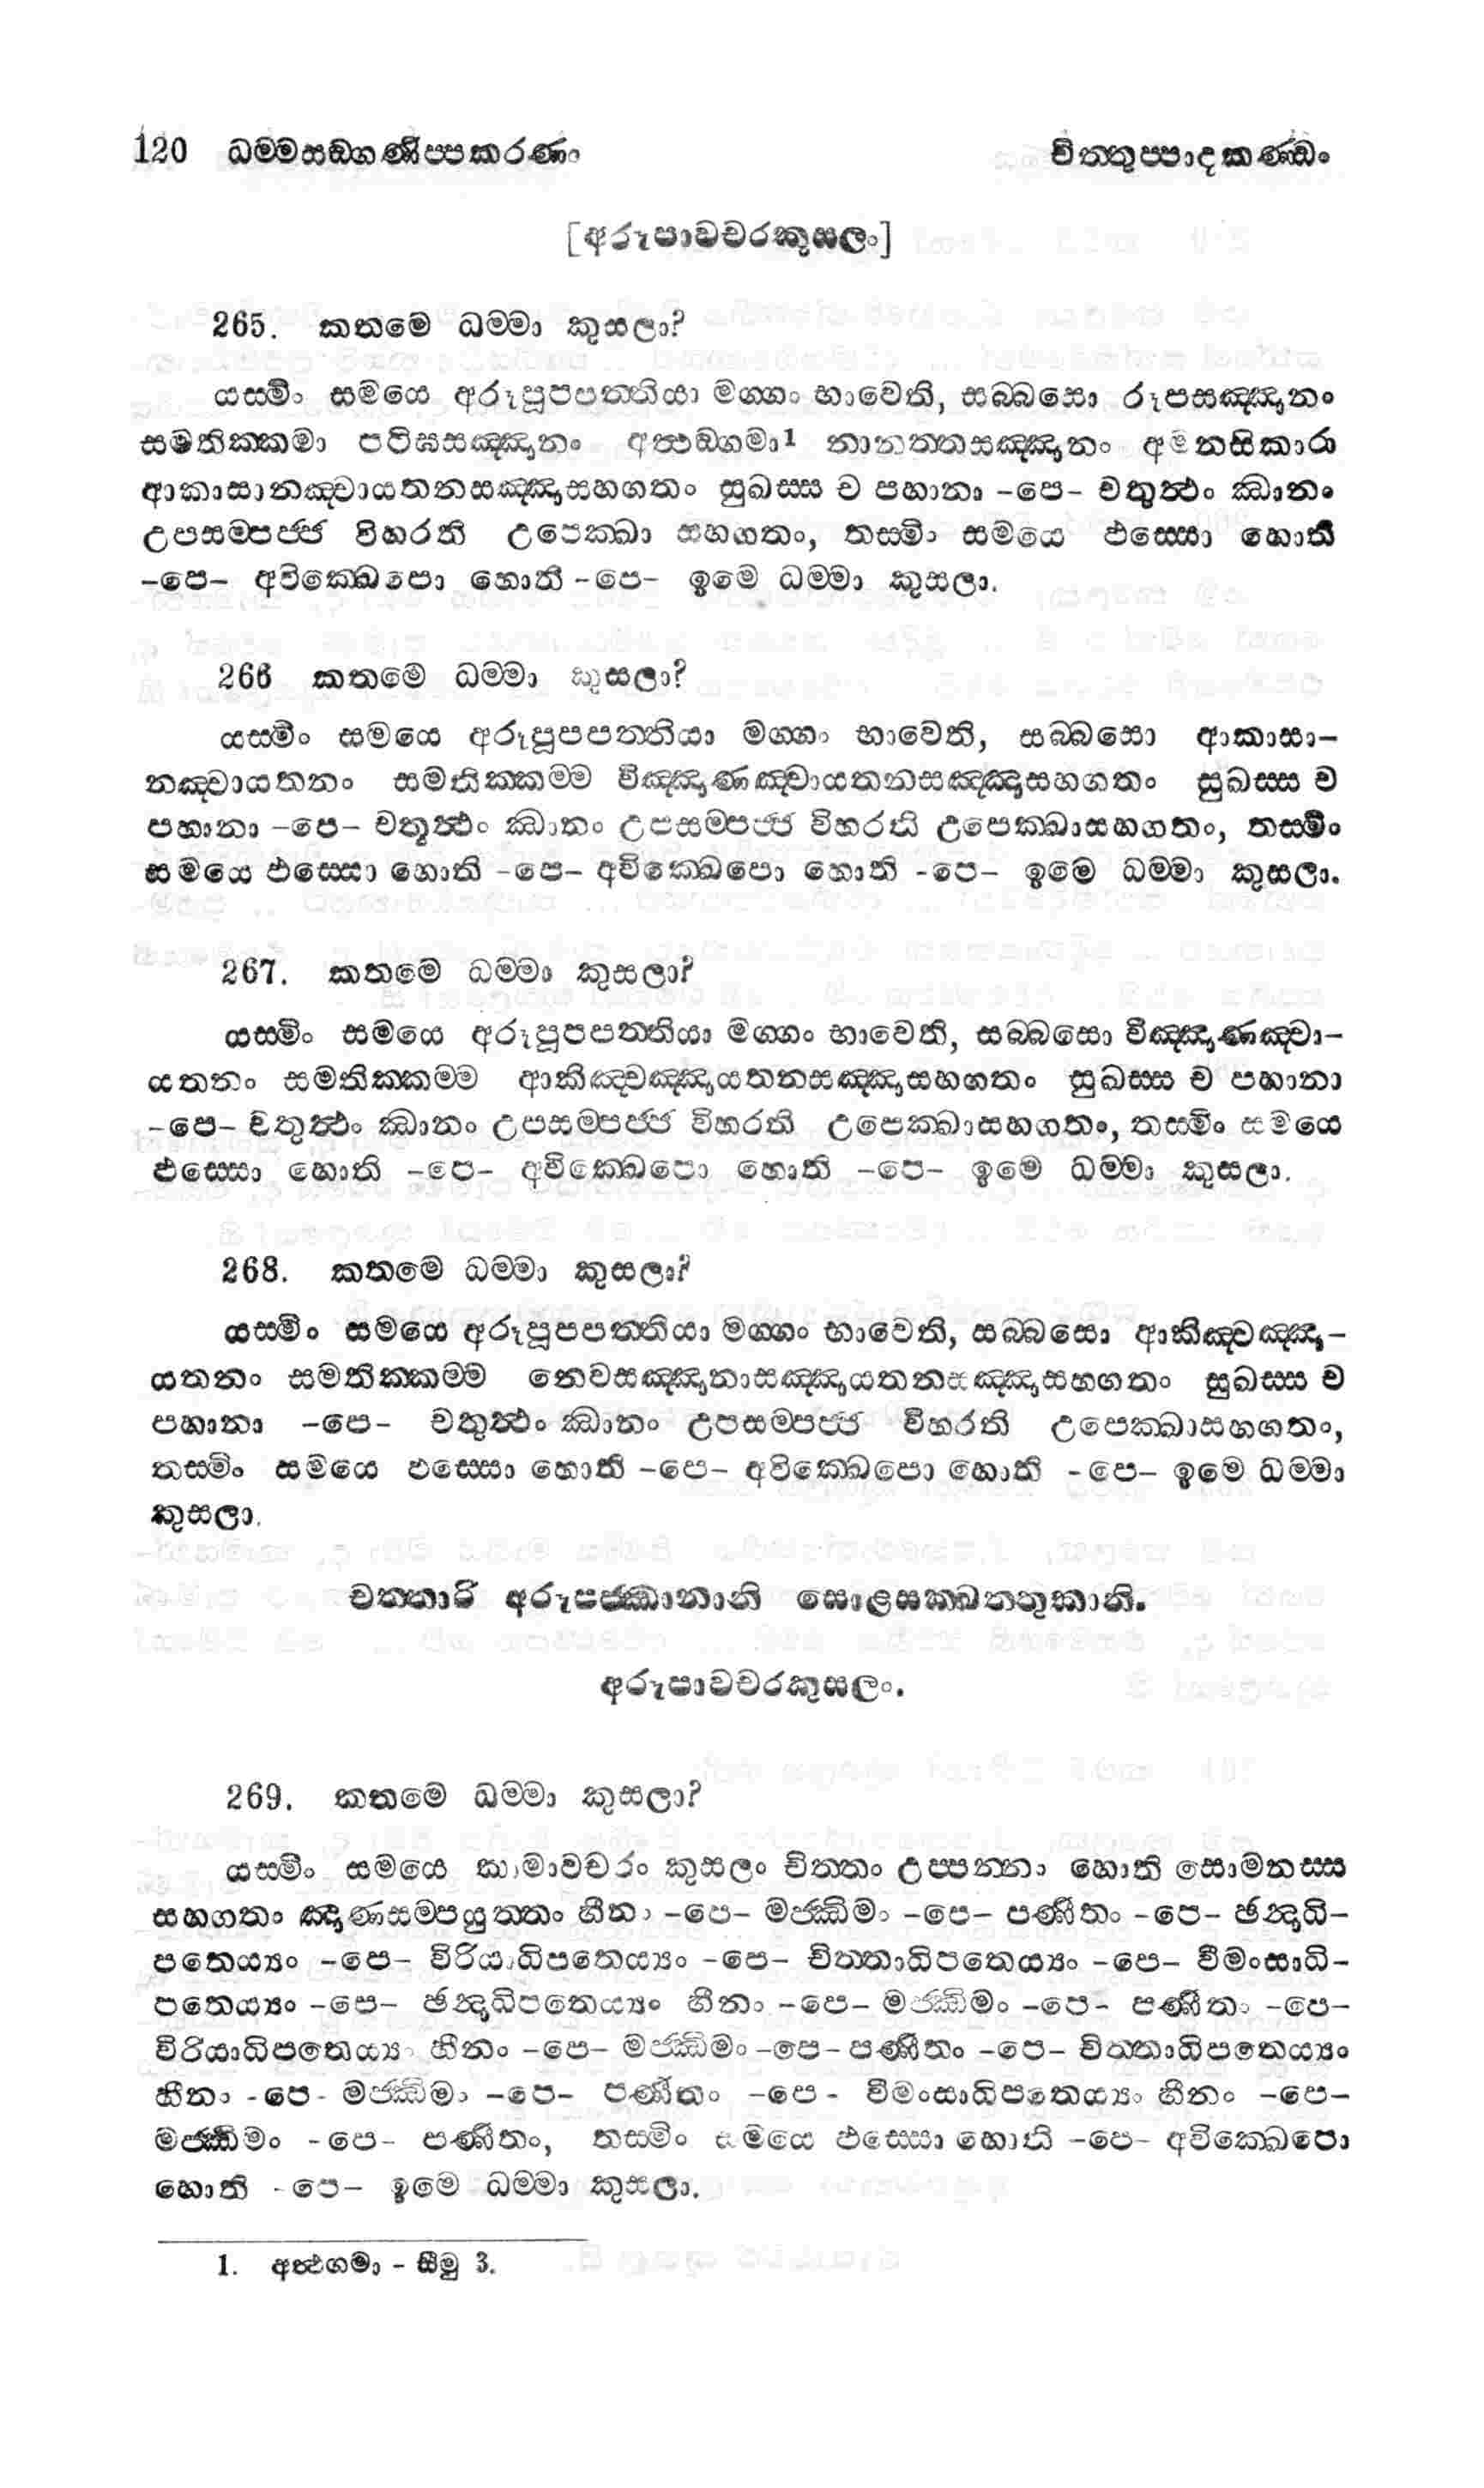 120 ධම්මසඞ්ගණිප්පකරණං චිත්තුප්පාදකණ්ඩං
[අරූපාවචරකුසලං]
265. කතමෙ ධම්මා කුසලා?
යස්මිං සමයෙ අරූපූපපත්තියා මග්ගං භාවෙති, සබ්බසො රූපසඤ්ඤානං
සමතික්කමා පටිඝසඤ්ඤානං අත්ථඞ්ගමා¹ නානත්තසඤ්ඤානං අමනසිකාරා
ආකාසානඤ්චායතනසඤ්ඤාසහගතං සුඛස්ස ච පහානා -පෙ- චතුත්ථං ඣානං
උපසම්පජ්ජ විහරති උපෙක්ඛා සහගතං, තස්මිං සමයෙ ඵස්සො හොති
-පෙ- අවික්ඛෙපො හොති -පෙ- ඉමෙ ධම්මා කුසලා.
266 කතමෙ ධම්මා කුසලා?
යස්මිං සමයෙ අරූපූපපත්තියා මග්ගං භාවෙති, සබ්බසො ආකාසා-
නඤ්චායතනං සමතික්කම්ම විඤ්ඤාණඤ්චායතනසඤ්ඤාසහගතං සුඛස්ස ච
පහානා -පෙ- චතුත්ථං ඣානං උපසම්පජ්ජ විහරති උපෙක්ඛාසහගතං, තස්මිං
සමයෙ ඵස්සො හොති -පෙ- අවික්ඛෙපො හොති -පෙ- ඉමෙ ධම්මා කුසලා.
267. කතමෙ ධම්මා කුසලා?
යස්මිං සමයෙ අරූපූපපත්තියා මග්ගං භාවෙති, සබ්බසො විඤ්ඤාණඤ්චා-
යතනං සමතික්කම්ම ආකිඤ්චඤ්ඤායතනසඤ්ඤාසහගතං සුඛස්ස ච පහානා
-පෙ- චතුත්ථං ඣානං උපසම්පජ්ජ විහරති උපෙක්ඛාසහගතං, තස්මිං සමයෙ
ඵස්සො හොති -පෙ- අවික්ඛෙපො හොති -පෙ- ඉමෙ ධම්මා කුසලා.
268. කතමෙ ධම්මා කුසලා?
යස්මිං සමයෙ අරූපූපපත්තියා මග්ගං භාවෙති, සබ්බසො ආකිඤ්චඤ්ඤා-
යතනං සමතික්කම්ම නෙවසඤ්ඤානාසඤ්ඤායතනසඤ්ඤාසහගතං සුඛස්ස ච
පහානා -පෙ- චතුත්ථං ඣානං උපසම්පජ්ජ විහරති උපෙක්ඛාසහගතං,
තස්මිං සමයෙ ඵස්සො හොති -පෙ- අවික්ඛෙපො හොති -පෙ- ඉමෙ ධම්මා
කුසලා.
චත්තාරි අරූපජ්ඣානානි සොළසක්ඛත්තුකානි.
අරූපාවචරකුසලං.
269. කතමෙ ධම්මා කුසලා?
යස්මිං සමයෙ කාමාවචරං කුසලං චිත්තං උප්පන්නං හොති සොමනස්ස
සහගතං ඤාණසම්පයුත්තං හීනං -පෙ- මජ්ඣිමං -පෙ- පණීතං -පෙ- ඡන්දාධි-
පතෙය්‍යං -පෙ- විරියාධිපතෙය්‍යං -පෙ- චිත්තාධිපතෙය්‍යං -පෙ- වීමංසාධි-
පතෙය්‍යං -පෙ- ඡන්දාධිපතෙය්‍යං හීනං -පෙ- මජ්ඣිමං -පෙ- පණීතං -පෙ-
විරියාධිපතෙය්‍යං හීනං -පෙ- මජ්ඣිමං -පෙ- පණීතං -පෙ- චිත්තාධිපතෙය්‍යං
හීනං -පෙ- මජ්ඣිමං -පෙ- පණීතං -පෙ- වීමංසාධිපතෙය්‍යං හීනං -පෙ-
මජ්ඣිමං -පෙ- පණීතං, තස්මිං සමයෙ ඵස්සො හොති -පෙ- අවික්ඛෙපො
හොති -පෙ- ඉමෙ ධම්මා කුසලා.
1. අත්ථගමා - සීමු 3.